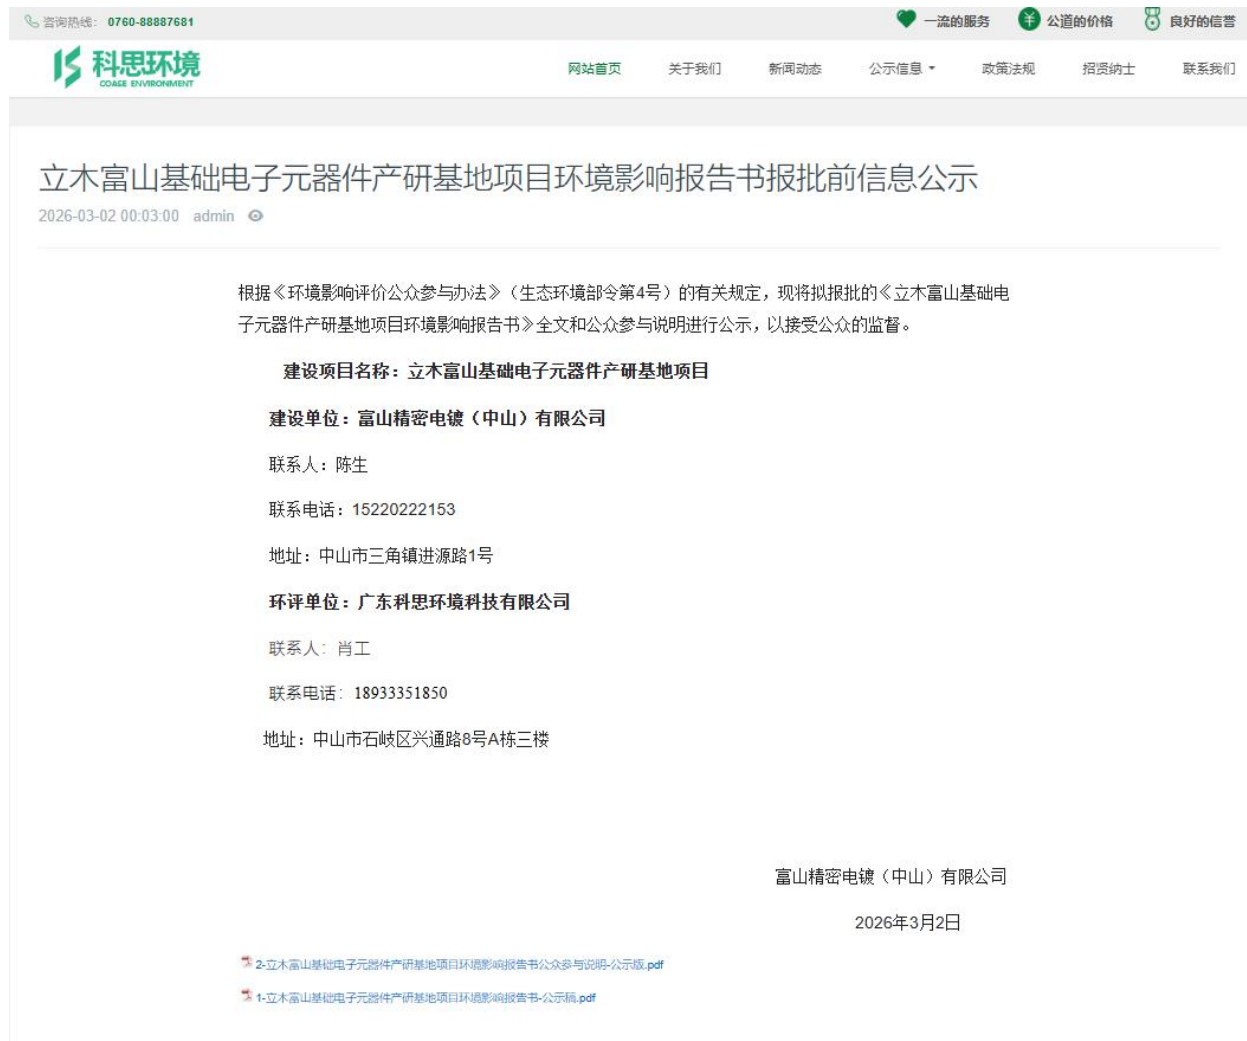 咨询热线: 0760-88887681
一流的服务 公道的价格 良好的信誉
科思环境
COASE ENVIRONMENT
网站首页 关于我们 新闻动态 公示信息 政策法规 招贤纳士 联系我们
立木富山基础电子元器件产研基地项目环境影响报告书报批前信息公示
2026-03-02 00:03:00 admin
根据《环境影响评价公众参与办法》（生态环境部令第4号）的有关规定，现将拟报批的《立木富山基础电
子元器件产研基地项目环境影响报告书》全文和公众参与说明进行公示，以接受公众的监督。
建设项目名称：立木富山基础电子元器件产研基地项目
建设单位：富山精密电镀（中山）有限公司
联系人：陈生
联系电话：15220222153
地址：中山市三角镇进源路1号
环评单位：广东科思环境科技有限公司
联系人：肖工
联系电话：18933351850
地址：中山市石岐区兴通路8号A栋三楼
富山精密电镀（中山）有限公司
2026年3月2日
2-立木富山基础电子元器件产研基地项目环境影响报告书公众参与说明-公示版.pdf
1-立木富山基础电子元器件产研基地项目环境影响报告书-公示稿.pdf